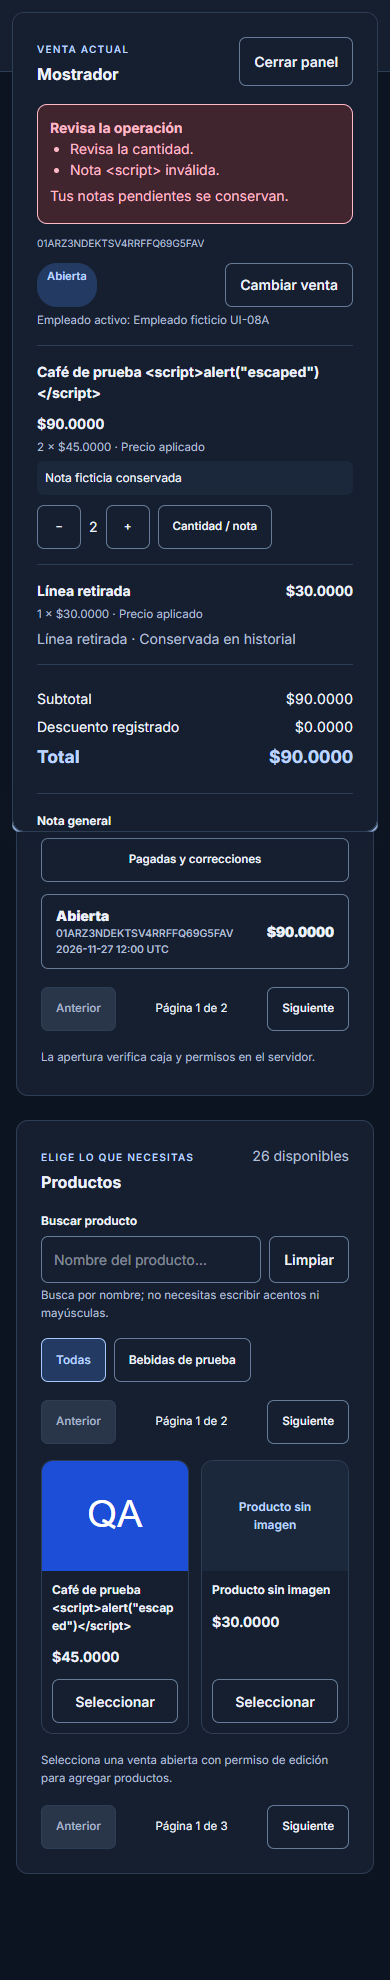 VENTA ACTUAL
Mostrador
Cerrar panel
Revisa la operación
• Revisa la cantidad.
• Nota <script> inválida.
Tus notas pendientes se conservan.
01ARZ3NDEKTSV4RRFFQ69G5FAV
Abierta
Cambiar venta
Empleado activo: Empleado ficticio UI-08A
Café de prueba <script>alert("escaped")
</script>
$90.0000
2 × $45.0000 · Precio aplicado
Nota ficticia conservada
− 2 + Cantidad / nota
Línea retirada $30.0000
1 × $30.0000 · Precio aplicado
Línea retirada · Conservada en historial
Subtotal $90.0000
Descuento registrado $0.0000
Total $90.0000
Nota general
Pagadas y correcciones
Abierta
01ARZ3NDEKTSV4RRFFQ69G5FAV $90.0000
2026-11-27 12:00 UTC
Anterior Página 1 de 2 Siguiente
La apertura verifica caja y permisos en el servidor.
ELIGE LO QUE NECESITAS 26 disponibles
Productos
Buscar producto
Nombre del producto... Limpiar
Busca por nombre; no necesitas escribir acentos ni
mayúsculas.
Todas Bebidas de prueba
Anterior Página 1 de 2 Siguiente
QA
Café de prueba
<script>alert("escap
ed")</script>
$45.0000
Seleccionar
Producto sin
imagen
Producto sin imagen
$30.0000
Seleccionar
Selecciona una venta abierta con permiso de edición
para agregar productos.
Anterior Página 1 de 3 Siguiente